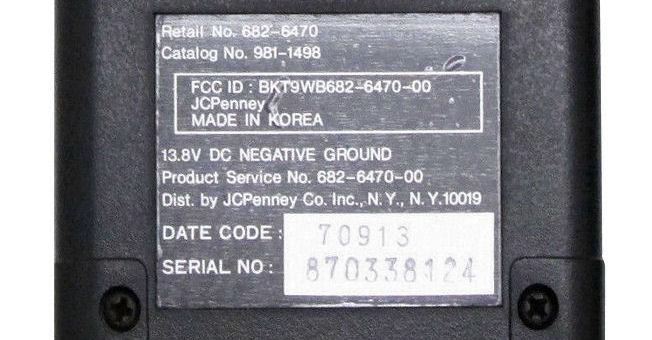 Retail No. 682-6470
Catalog No. 981-1498
FCC ID : BKT9WB682-6470-00
JCPenney
MADE IN KOREA
13.8V DC NEGATIVE GROUND
Product Service No. 682-6470-00
Dist. by JCPenney Co. Inc., N.Y., N.Y.10019
DATE CODE : 70913
SERIAL NO : 870338124